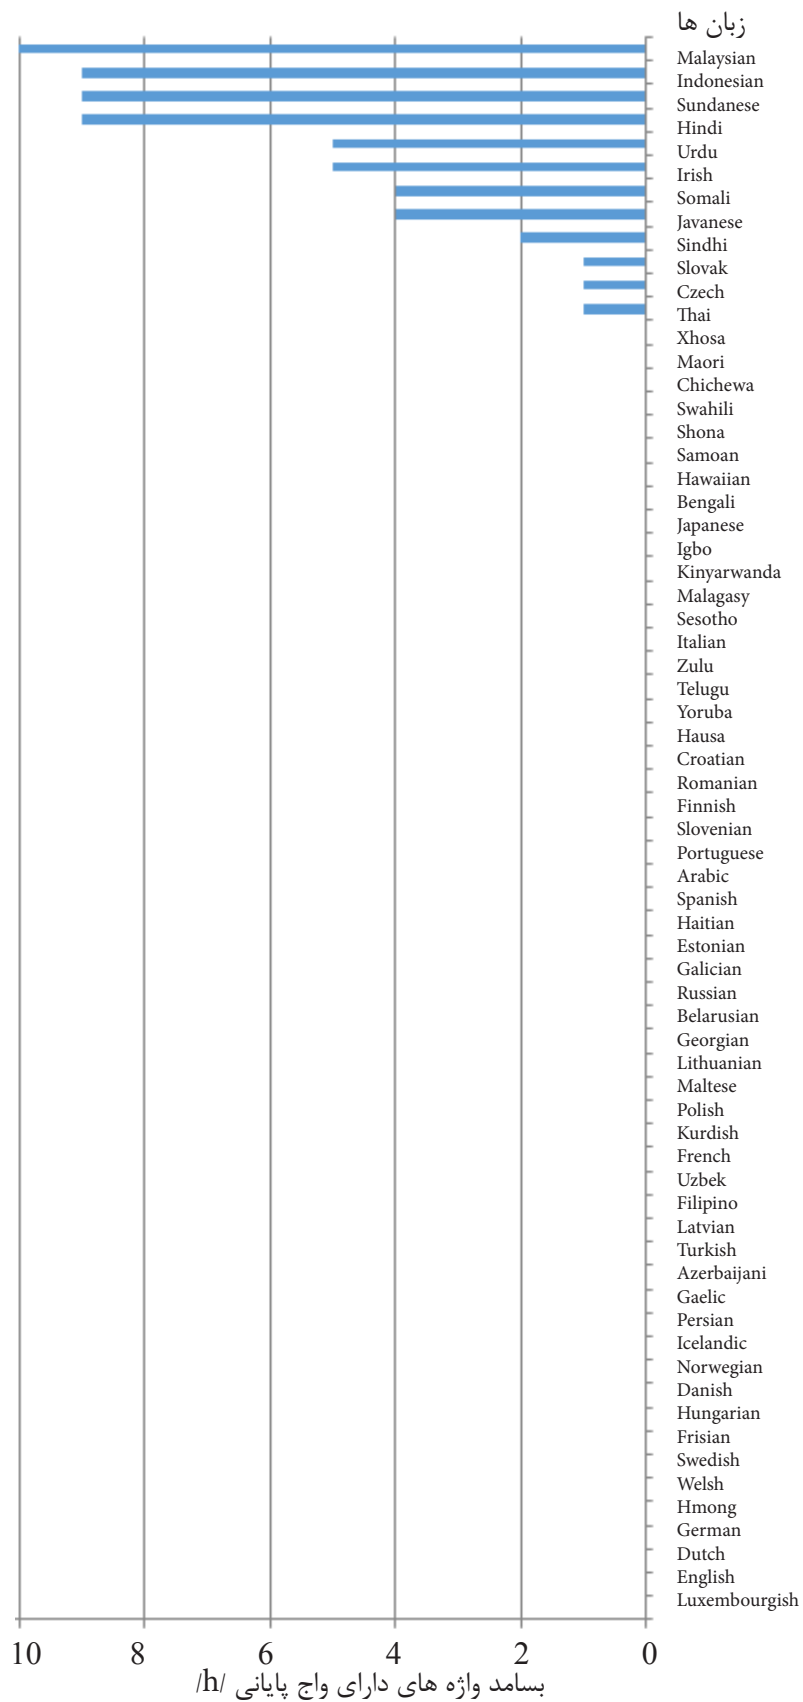 زبان ها
Malaysian
Indonesian
Sundanese
Hindi
Urdu
Irish
Somali
Javanese
Sindhi
Slovak
Czech
Thai
Xhosa
Maori
Chichewa
Swahili
Shona
Samoan
Hawaiian
Bengali
Japanese
Igbo
Kinyarwanda
Malagasy
Sesotho
Italian
Zulu
Telugu
Yoruba
Hausa
Croatian
Romanian
Finnish
Slovenian
Portuguese
Arabic
Spanish
Haitian
Estonian
Galician
Russian
Belarusian
Georgian
Lithuanian
Maltese
Polish
Kurdish
French
Uzbek
Filipino
Latvian
Turkish
Azerbaijani
Gaelic
Persian
Icelandic
Norwegian
Danish
Hungarian
Frisian
Swedish
Welsh
Hmong
German
Dutch
English
Luxembourgish
10 8 6 4 2 0
بسامد واژه های دارای واج پایانی /h/